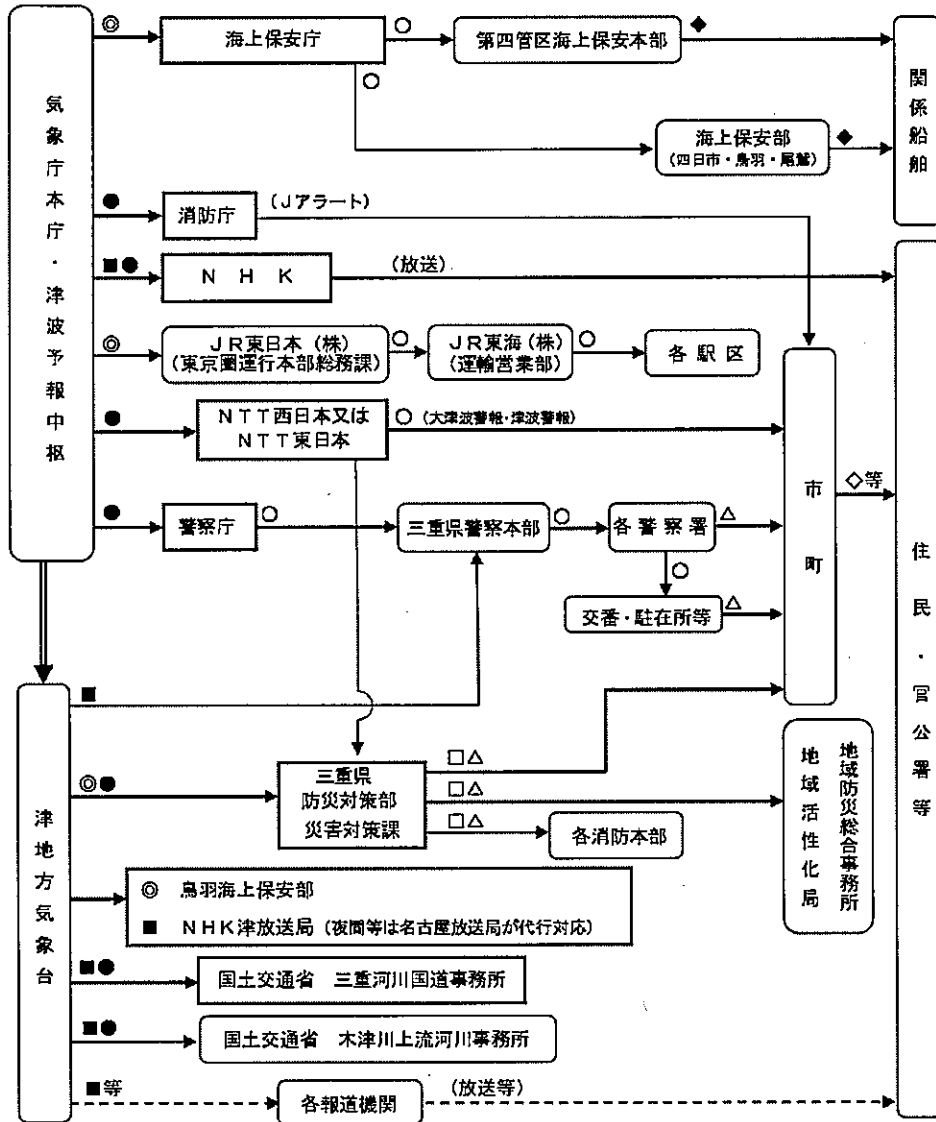 気象庁本庁・津波予報中枢
◎
海上保安庁
○
第四管区海上保安本部
◆
関係船舶
○
海上保安部
(四日市・鳥羽・尾鷲)
◆
●
消防庁
(Jアラート)
■●
NHK
(放送)
◎
JR東日本(株)
(東京圏運行本部総務課)
○
JR東海(株)
(運輸営業部)
○
各駅区
●
NTT西日本又は
NTT東日本
○
(大津波警報・津波警報)
市町
◇等
住民・官公署等
●
警察庁
○
三重県警察本部
○
各警察署
△
○
交番・駐在所等
△
津地方気象台
■
◎●
三重県
防災対策部
災害対策課
□△
□△
□△
各消防本部
地域防災総合事務所
地域活性化局
◎ 鳥羽海上保安部
■ NHK津放送局 (夜間等は名古屋放送局が代行対応)
■●
国土交通省 三重河川国道事務所
■●
国土交通省 木津川上流河川事務所
■等
各報道機関
(放送等)